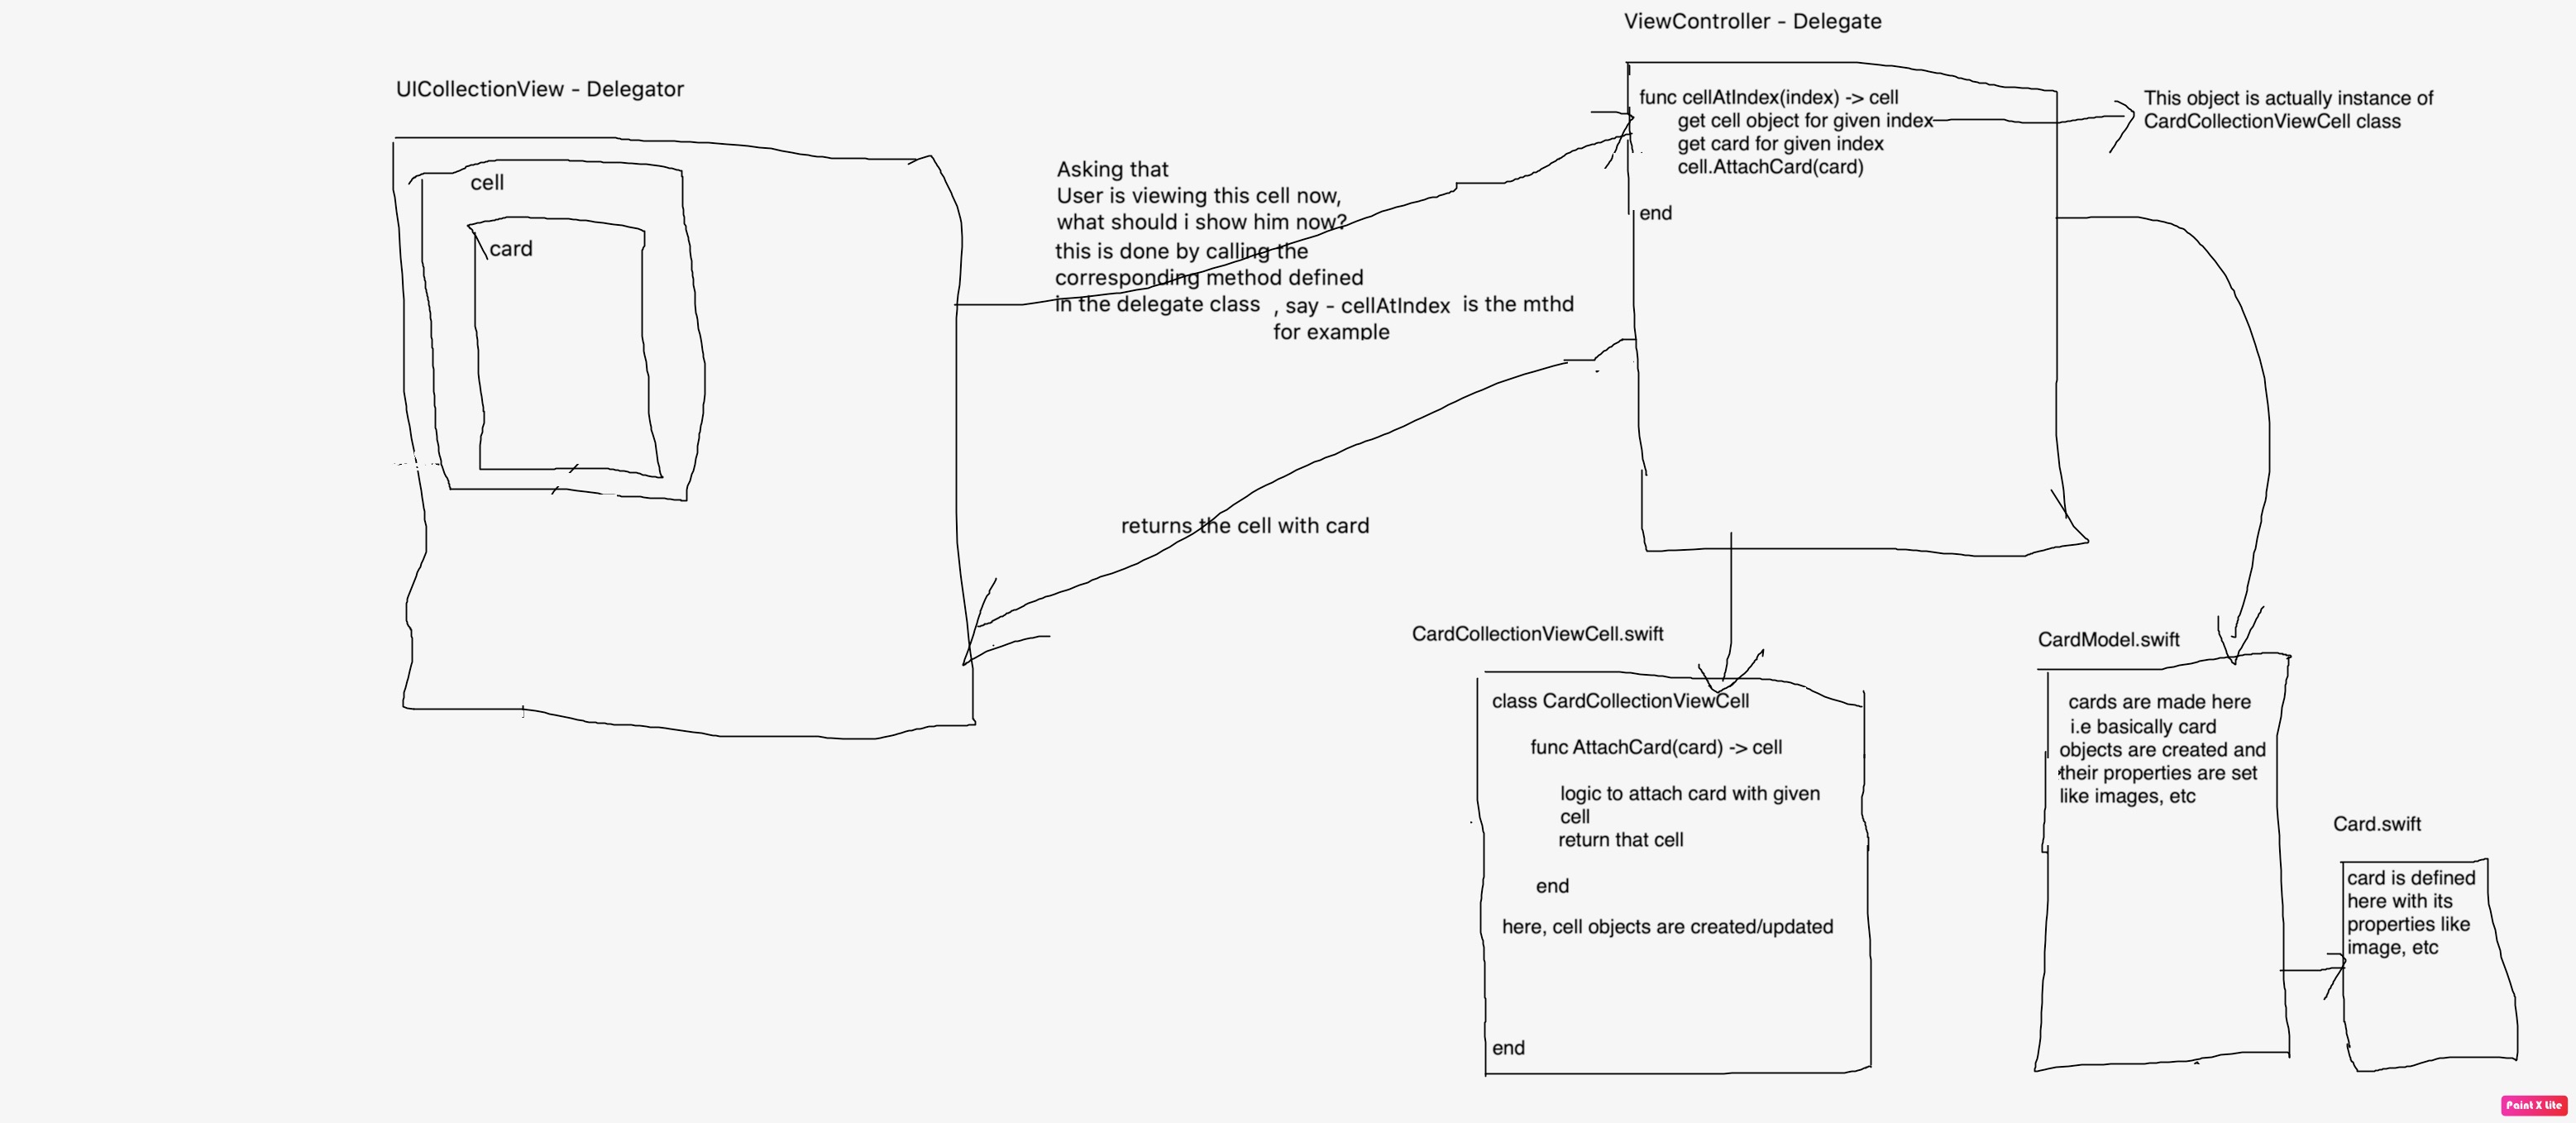 ViewController - Delegate
UICollectionView - Delegator
func cellAtIndex(index) -> cell
get cell object for given index
get card for given index
cell.AttachCard(card)
end
This object is actually instance of
CardCollectionViewCell class
cell
card
Asking that
User is viewing this cell now,
what should i show him now?
this is done by calling the
corresponding method defined
in the delegate class , say - cellAtIndex is the mthd
for example
returns the cell with card
CardCollectionViewCell.swift
class CardCollectionViewCell
func AttachCard(card) -> cell
logic to attach card with given
cell
return that cell
end
here, cell objects are created/updated
end
CardModel.swift
cards are made here
i.e basically card
objects are created and
their properties are set
like images, etc
Card.swift
card is defined
here with its
properties like
image, etc
Paint X Lite